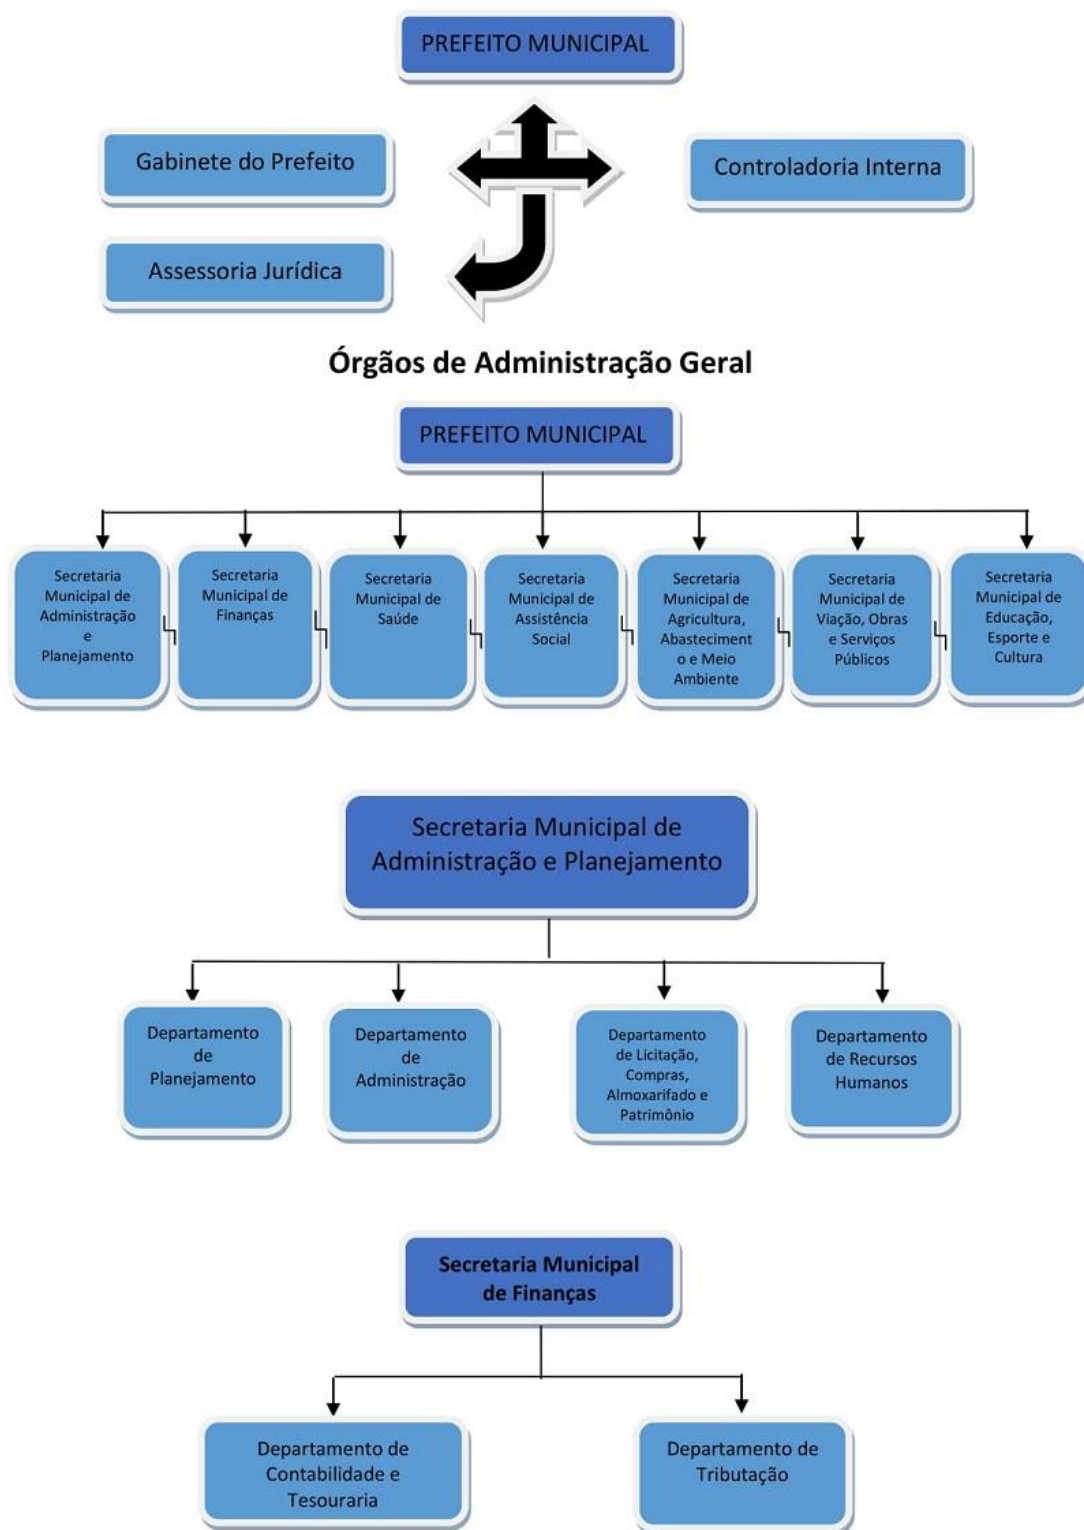 PREFEITO MUNICIPAL
Gabinete do Prefeito
Controladoria Interna
Assessoria Jurídica
Órgãos de Administração Geral
PREFEITO MUNICIPAL
Secretaria
Municipal de
Administração
e
Planejamento
Secretaria
Municipal de
Finanças
Secretaria
Municipal de
Saúde
Secretaria
Municipal de
Assistência
Social
Secretaria
Municipal de
Agricultura,
Abasteciment
o e Meio
Ambiente
Secretaria
Municipal de
Viação, Obras
e Serviços
Públicos
Secretaria
Municipal de
Educação,
Esporte e
Cultura
Secretaria Municipal de
Administração e Planejamento
Departamento
de
Planejamento
Departamento
de
Administração
Departamento
de Licitação,
Compras,
Almoxarifado e
Patrimônio
Departamento
de Recursos
Humanos
Secretaria Municipal
de Finanças
Departamento de
Contabilidade e
Tesouraria
Departamento de
Tributação